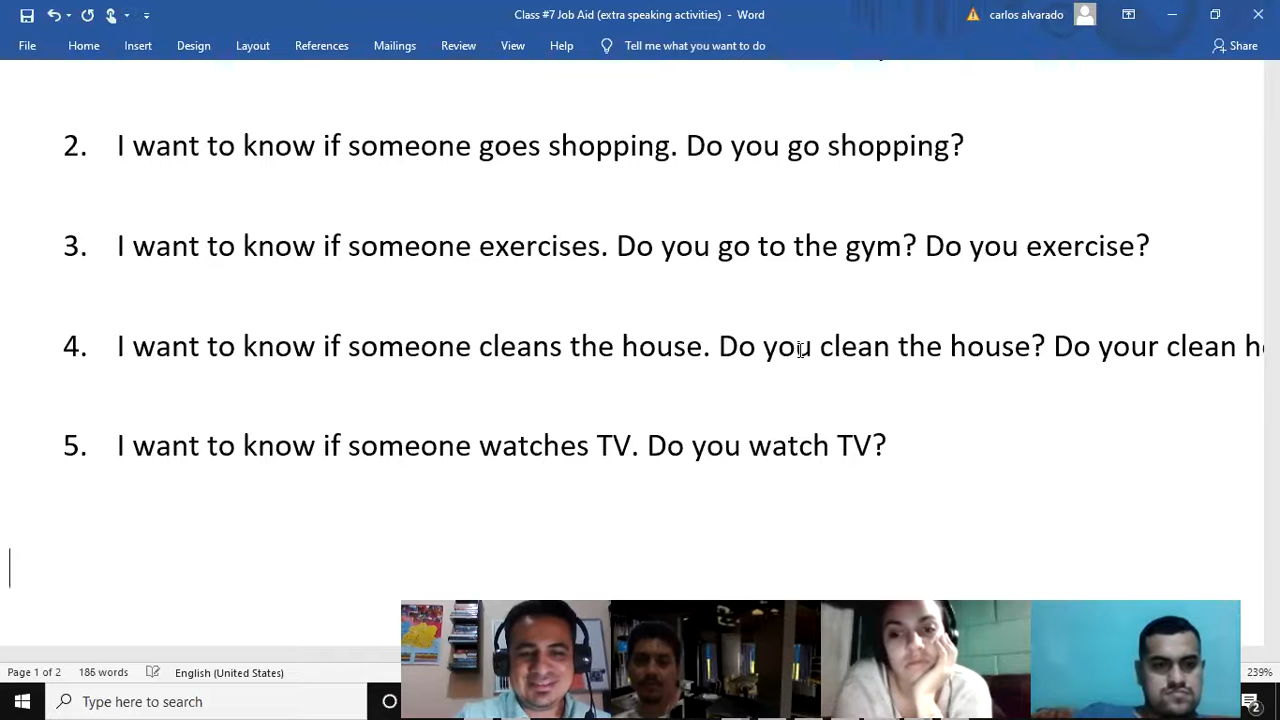 Class #7 Job Aid (extra speaking activities) - Word
carlos alvarado
File Home Insert Design Layout References Mailings Review View Help Tell me what you want to do Share
2. I want to know if someone goes shopping. Do you go shopping?
3. I want to know if someone exercises. Do you go to the gym? Do you exercise?
4. I want to know if someone cleans the house. Do you clean the house? Do your clean
5. I want to know if someone watches TV. Do you watch TV?
Page 1 of 2 186 words English (United States) 239%
Type here to search 2